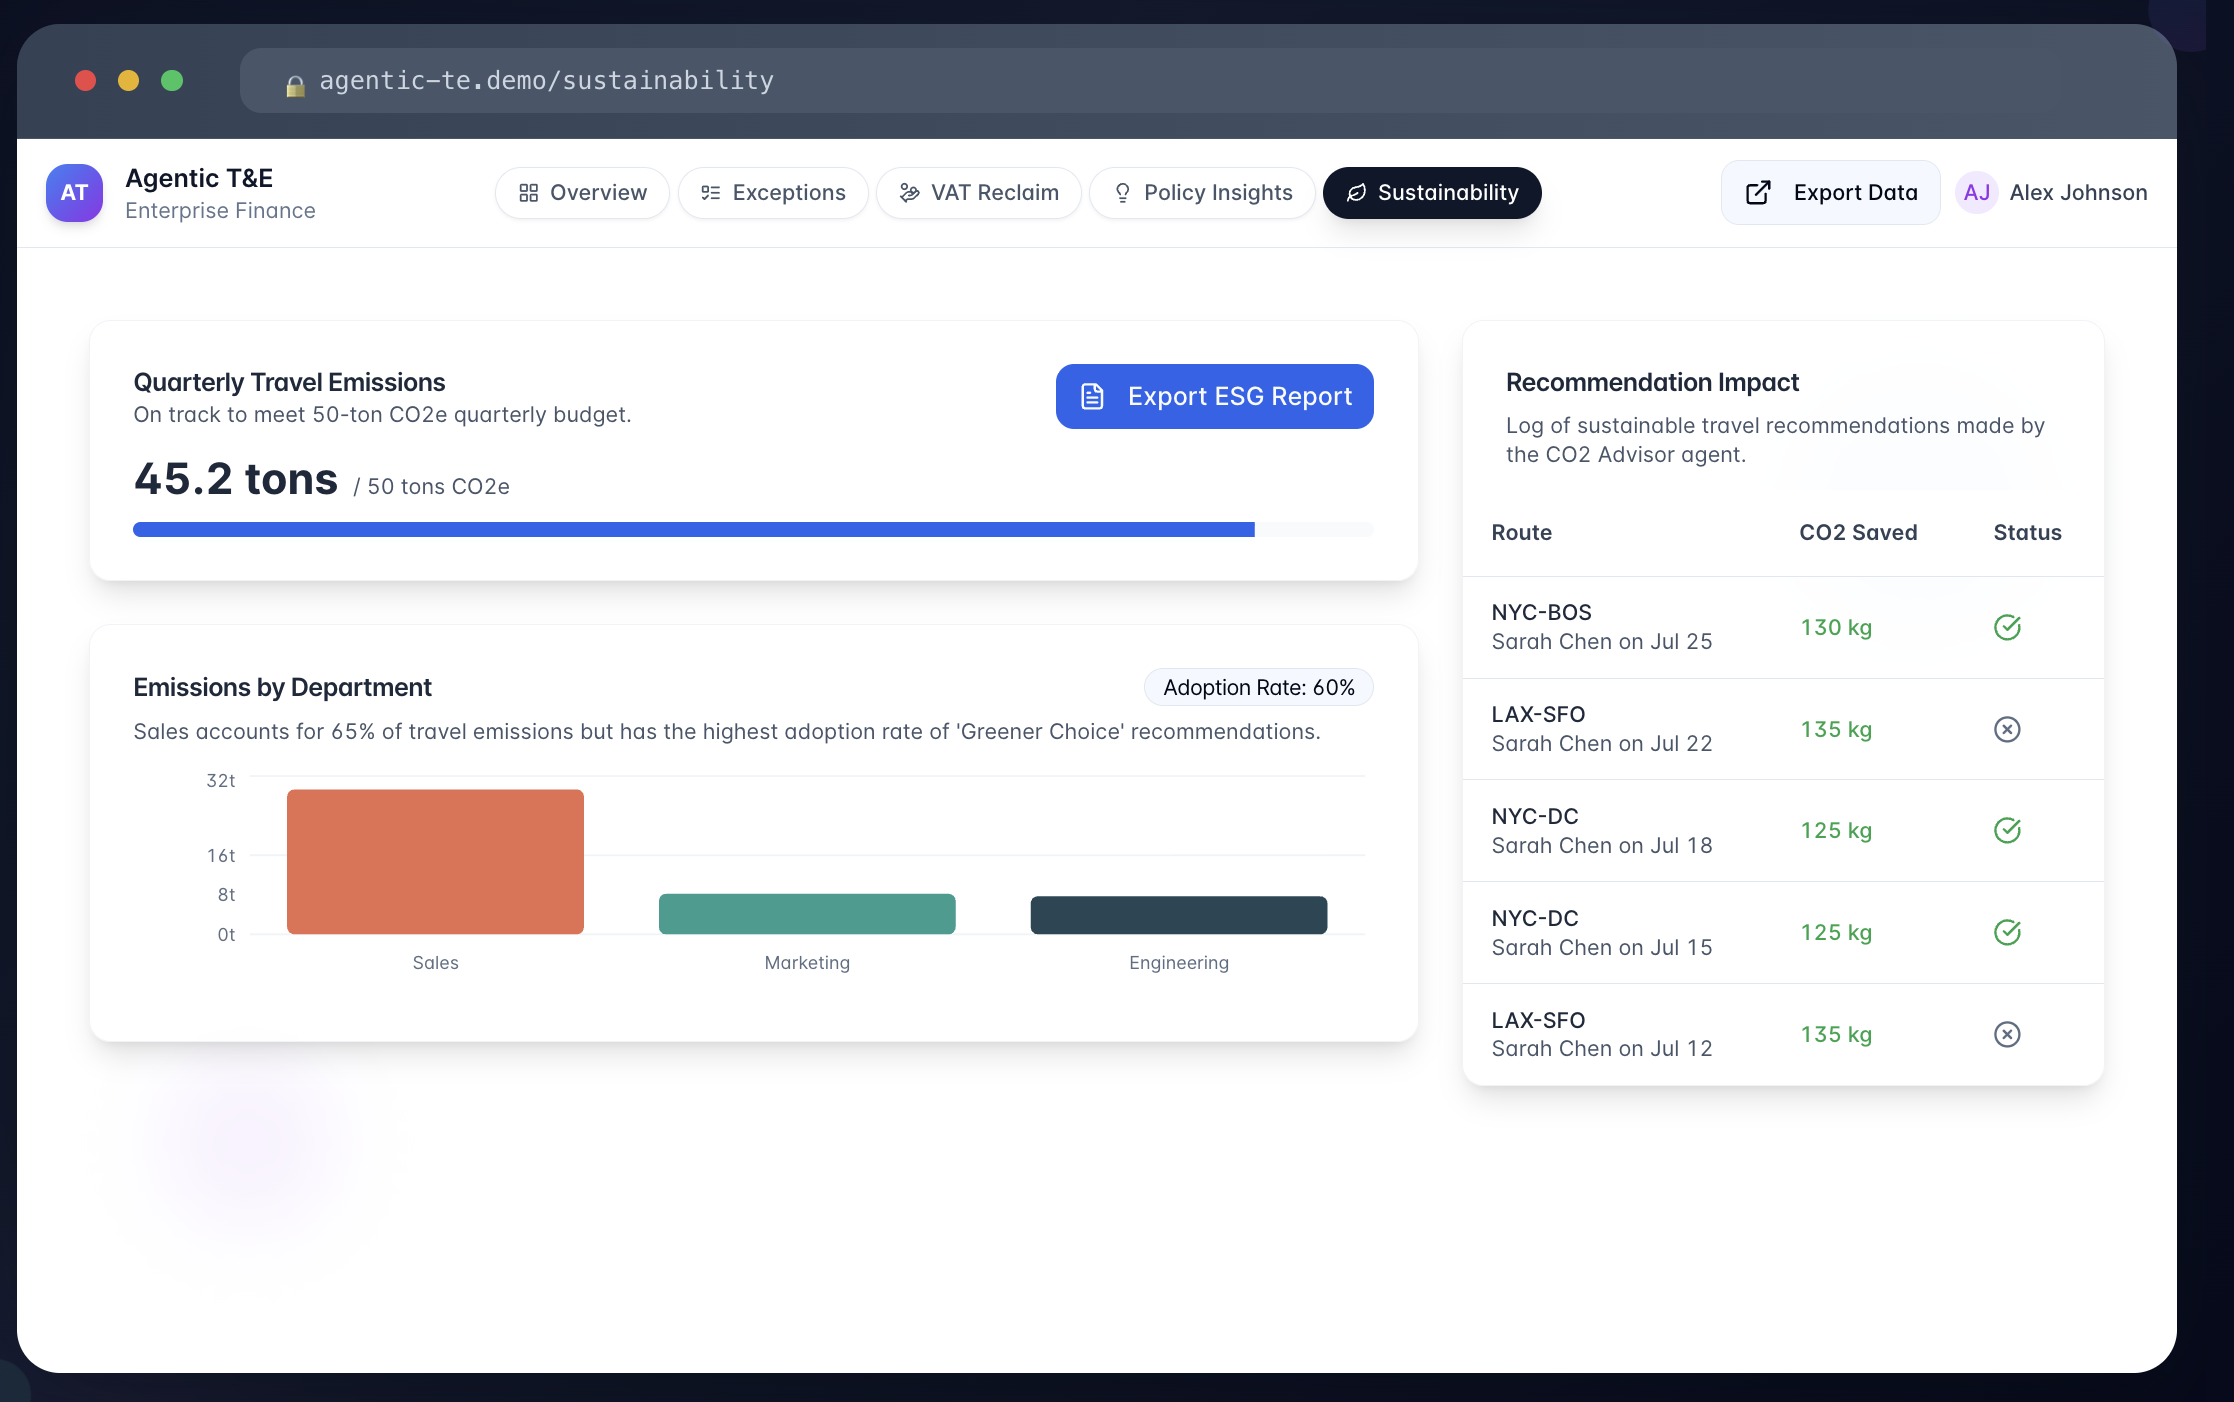 agentic-te.demo/sustainability
AT
Agentic T&E
Enterprise Finance
Overview
Exceptions
VAT Reclaim
Policy Insights
Sustainability
Export Data
AJ
Alex Johnson
Quarterly Travel Emissions
On track to meet 50-ton CO2e quarterly budget.
Export ESG Report
45.2 tons / 50 tons CO2e
Emissions by Department
Adoption Rate: 60%
Sales accounts for 65% of travel emissions but has the highest adoption rate of 'Greener Choice' recommendations.
32t
16t
8t
0t
Sales
Marketing
Engineering
Recommendation Impact
Log of sustainable travel recommendations made by
the CO2 Advisor agent.
Route
CO2 Saved
Status
NYC-BOS
Sarah Chen on Jul 25
130 kg
LAX-SFO
Sarah Chen on Jul 22
135 kg
NYC-DC
Sarah Chen on Jul 18
125 kg
NYC-DC
Sarah Chen on Jul 15
125 kg
LAX-SFO
Sarah Chen on Jul 12
135 kg